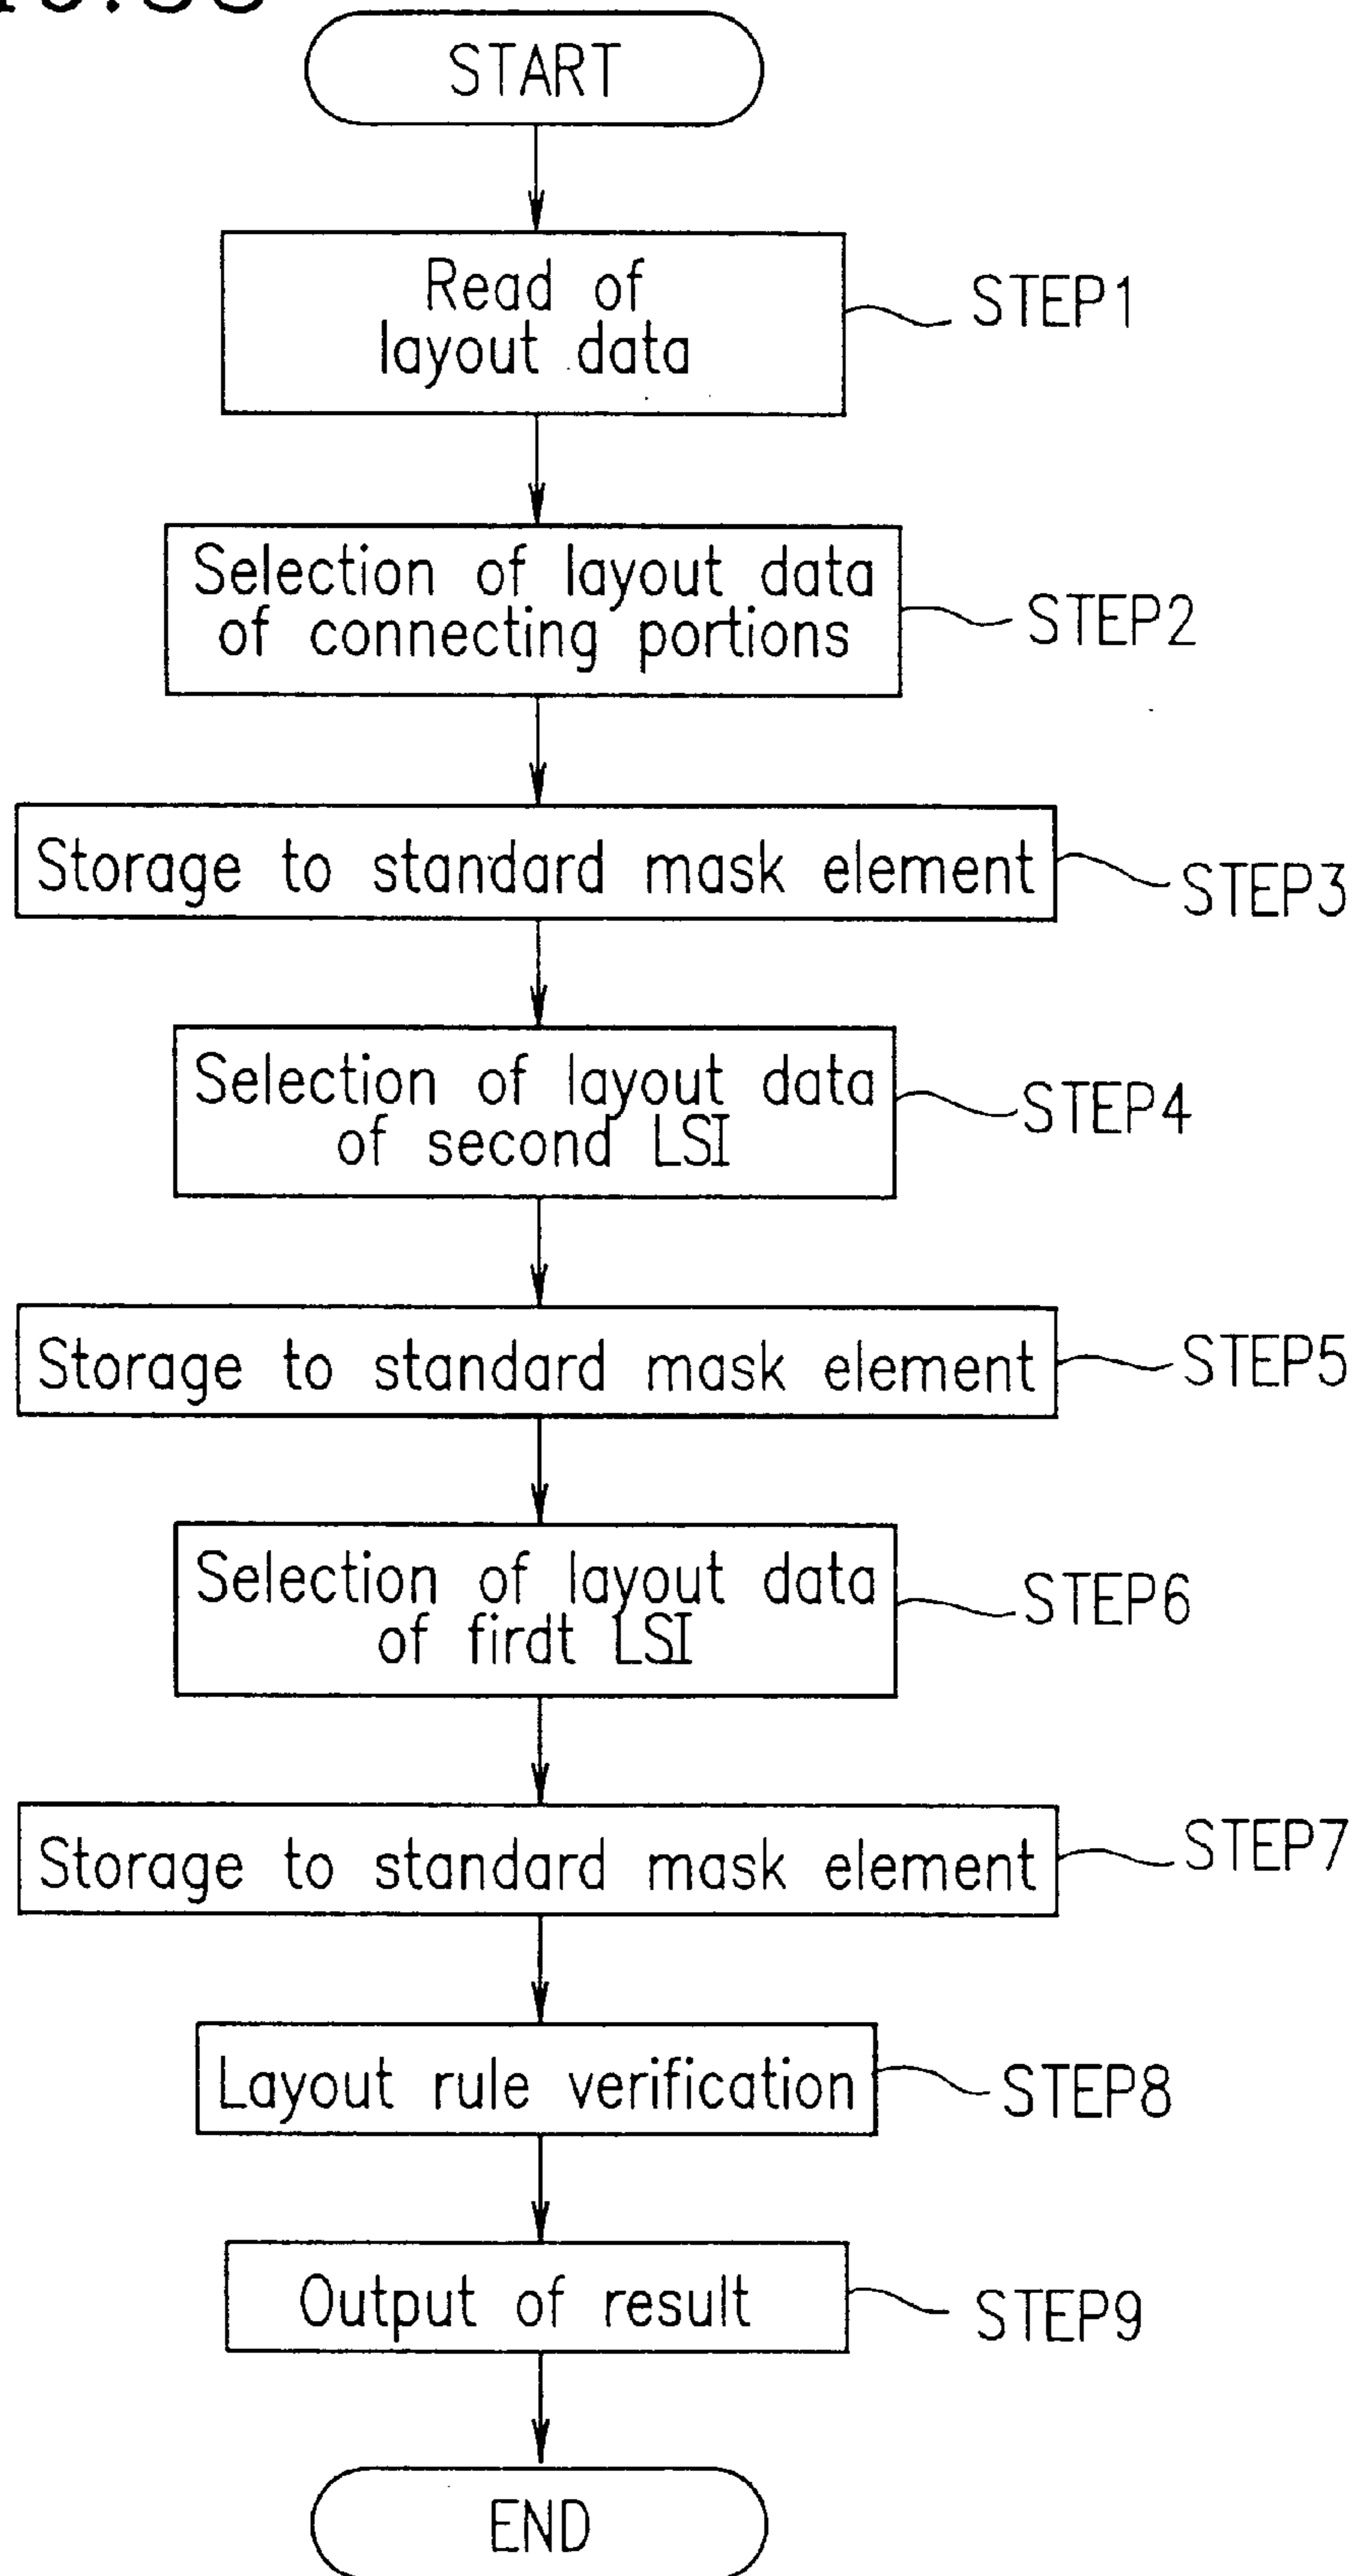 START
Read of
layout data
STEP1
Selection of layout data
of connecting portions
STEP2
Storage to standard mask element
STEP3
Selection of layout data
of second LSI
STEP4
Storage to standard mask element
STEP5
Selection of layout data
of firdt LSI
STEP6
Storage to standard mask element
STEP7
Layout rule verification
STEP8
Output of result
STEP9
END